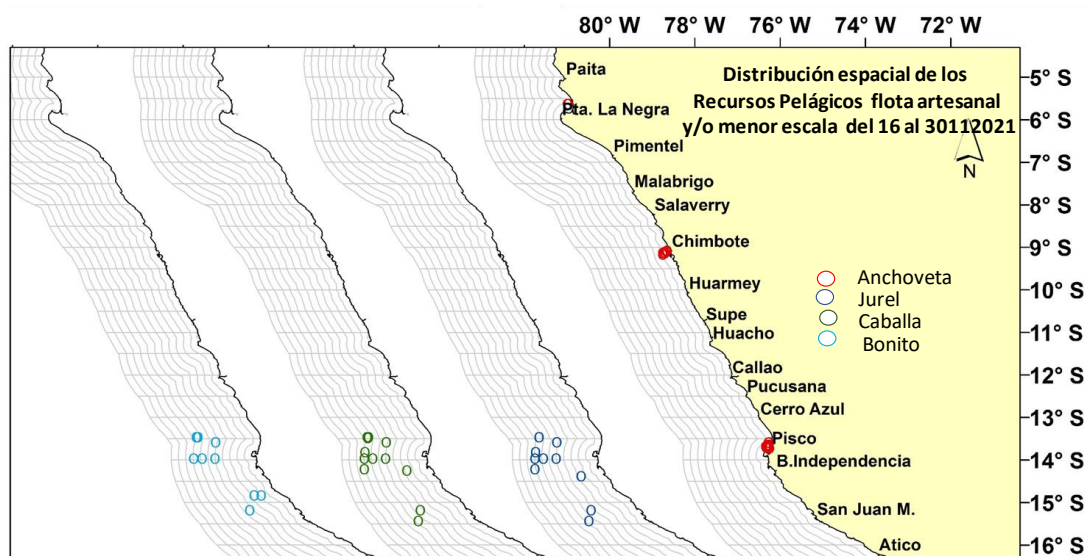 80° W 78° W 76° W 74° W 72° W
Distribución espacial de los
Recursos Pelágicos flota artesanal
y/o menor escala del 16 al 30112021
N
Paita
Pta. La Negra
Pimentel
Malabrigo
Salaverry
Chimbote
Huarmey
Supe
Huacho
Callao
Pucusana
Cerro Azul
Pisco
B.Independencia
San Juan M.
Atico
Anchoveta
Jurel
Caballa
Bonito
5° S
6° S
7° S
8° S
9° S
10° S
11° S
12° S
13° S
14° S
15° S
16° S